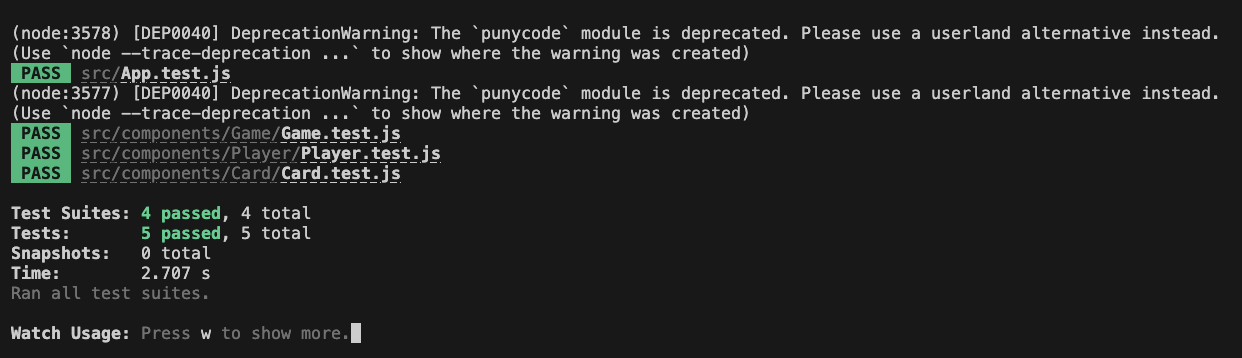 (node:3578) [DEP0040] DeprecationWarning: The `punycode` module is deprecated. Please use a userland alternative instead.
(Use `node --trace-deprecation ...` to show where the warning was created)
PASS src/App.test.js
(node:3577) [DEP0040] DeprecationWarning: The `punycode` module is deprecated. Please use a userland alternative instead.
(Use `node --trace-deprecation ...` to show where the warning was created)
PASS src/components/Game/Game.test.js
PASS src/components/Player/Player.test.js
PASS src/components/Card/Card.test.js
Test Suites: 4 passed, 4 total
Tests: 5 passed, 5 total
Snapshots: 0 total
Time: 2.707 s
Ran all test suites.
Watch Usage: Press w to show more.